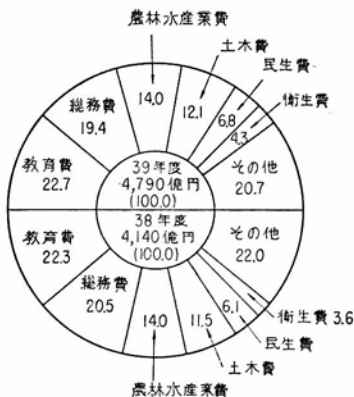 農林水産業費
土木費
民生費
衛生費
14.0
12.1
6.8
4.3
総務費
19.4
教育費
22.7
39年度
4,790億円
(100.0)
その他
20.7
38年度
4,140億円
(100.0)
教育費
22.3
その他
22.0
総務費
20.5
14.0
11.5
6.1
衛生費 3.6
民生費
土木費
農林水産業費